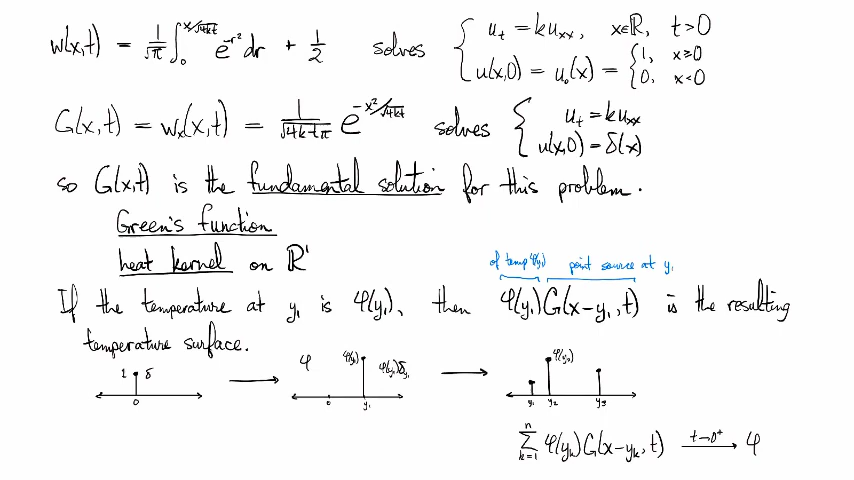 w(x,t) = 1/√π ∫₀^{x/√4kt} e^{-r²} dr + 1/2 solves { u_t = k u_xx, x∈ℝ, t>0
u(x,0) = u₀(x) = { 1, x≥0
0, x<0
G(x,t) = w_x(x,t) = 1/√4ktπ e^{-x²/√4kt} solves { u_t = k u_xx
u(x,0) = δ(x)
so G(x,t) is the fundamental solution for this problem.
Green's function
heat kernel on ℝ¹
of temp φ(y₁) point source at y₁
If the temperature at y₁ is φ(y₁), then φ(y₁)G(x-y₁,t) is the resulting
temperature surface.
1 δ
0
φ φ(y₁) φ(y₁)δ_{y₁}
0 y₁
φ(y₂)
y₁ y₂ y₃
∑_{k=1}^{n} φ(y_k)G(x-y_k,t) t→0⁺ φ